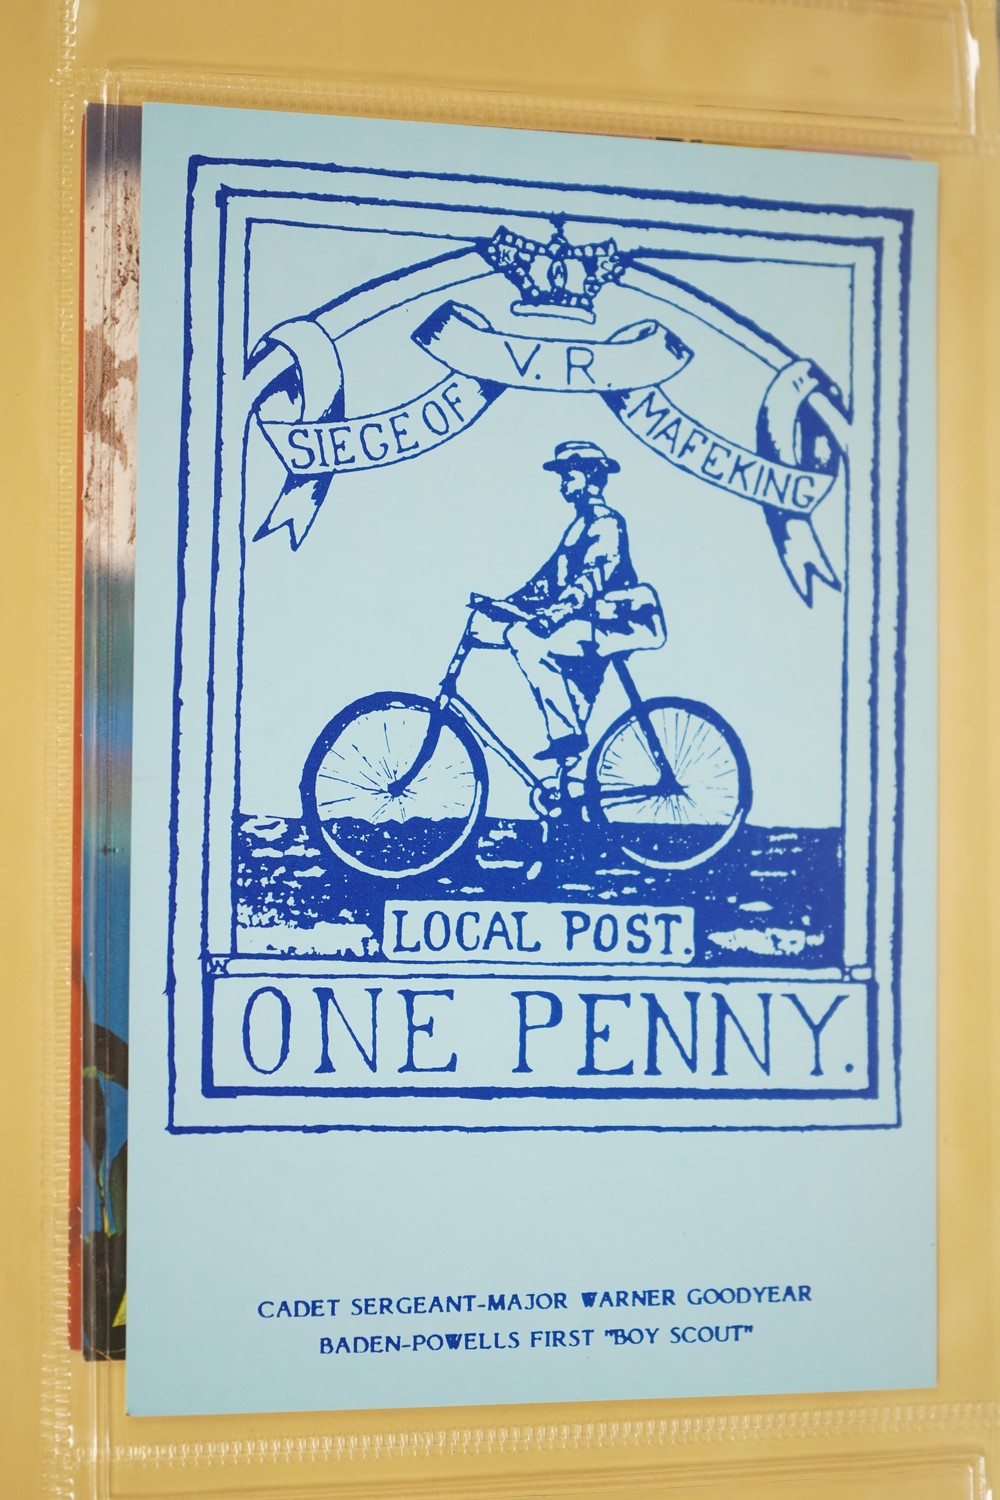 V. R.
SIEGE OF
MAFEKING
LOCAL POST.
ONE PENNY.
CADET SERGEANT-MAJOR WARNER GOODYEAR
BADEN-POWELLS FIRST "BOY SCOUT"